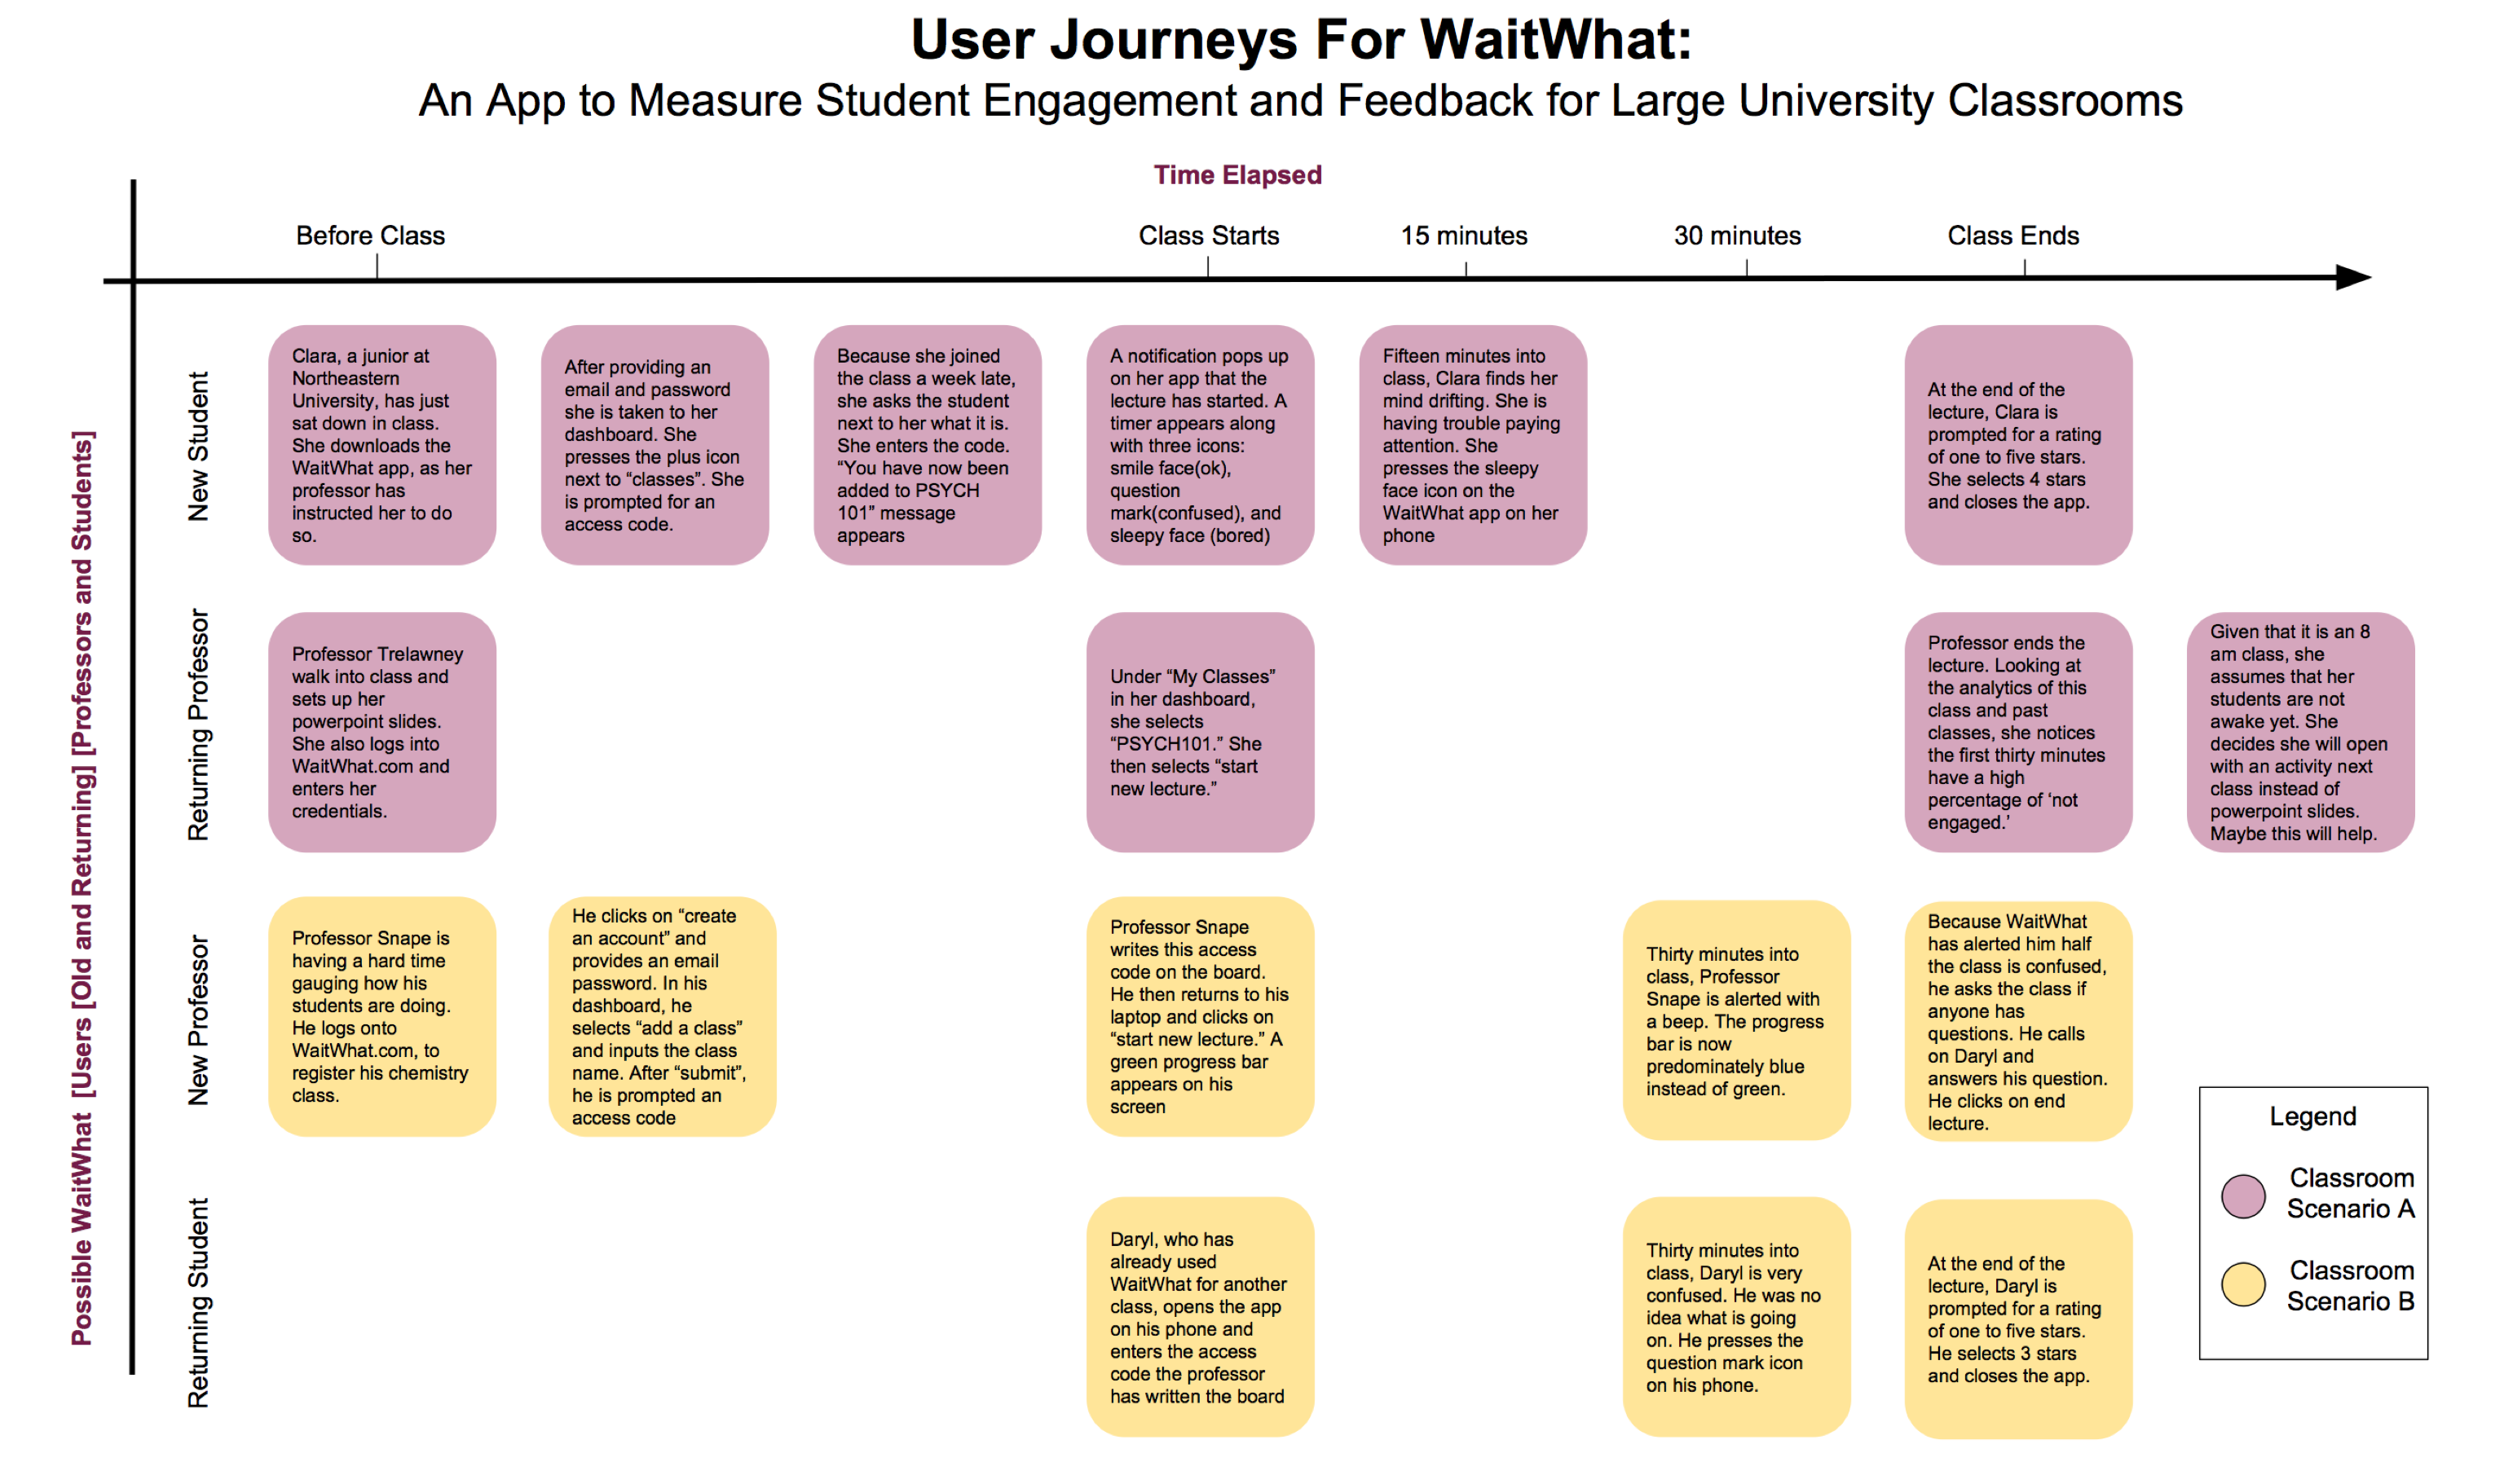 User Journeys For WaitWhat:
An App to Measure Student Engagement and Feedback for Large University Classrooms
Time Elapsed
Before Class
Class Starts
15 minutes
30 minutes
Class Ends
Possible WaitWhat [Users [Old and Returning] [Professors and Students]
New Student
Clara, a junior at
Northeastern
University, has just
sat down in class.
She downloads the
WaitWhat app, as her
professor has
instructed her to do
so.
After providing an
email and password
she is taken to her
dashboard. She
presses the plus icon
next to “classes”. She
is prompted for an
access code.
Because she joined
the class a week late,
she asks the student
next to her what it is.
She enters the code.
“You have now been
added to PSYCH
101” message
appears
A notification pops up
on her app that the
lecture has started. A
timer appears along
with three icons:
smile face(ok),
question
mark(confused), and
sleepy face (bored)
Fifteen minutes into
class, Clara finds her
mind drifting. She is
having trouble paying
attention. She
presses the sleepy
face icon on the
WaitWhat app on her
phone
At the end of the
lecture, Clara is
prompted for a rating
of one to five stars.
She selects 4 stars
and closes the app.
Returning Professor
Professor Trelawney
walk into class and
sets up her
powerpoint slides.
She also logs into
WaitWhat.com and
enters her
credentials.
Under “My Classes”
in her dashboard,
she selects
“PSYCH101.” She
then selects “start
new lecture.”
Professor ends the
lecture. Looking at
the analytics of this
class and past
classes, she notices
the first thirty minutes
have a high
percentage of ‘not
engaged.’
Given that it is an 8
am class, she
assumes that her
students are not
awake yet. She
decides she will open
with an activity next
class instead of
powerpoint slides.
Maybe this will help.
New Professor
Professor Snape is
having a hard time
gauging how his
students are doing.
He logs onto
WaitWhat.com, to
register his chemistry
class.
He clicks on “create
an account” and
provides an email
password. In his
dashboard, he
selects “add a class”
and inputs the class
name. After “submit”,
he is prompted an
access code
Professor Snape
writes this access
code on the board.
He then returns to his
laptop and clicks on
“start new lecture.” A
green progress bar
appears on his
screen
Thirty minutes into
class, Professor
Snape is alerted with
a beep. The progress
bar is now
predominately blue
instead of green.
Because WaitWhat
has alerted him half
the class is confused,
he asks the class if
anyone has
questions. He calls
on Daryl and
answers his question.
He clicks on end
lecture.
Returning Student
Daryl, who has
already used
WaitWhat for another
class, opens the app
on his phone and
enters the access
code the professor
has written the board
Thirty minutes into
class, Daryl is very
confused. He was no
idea what is going
on. He presses the
question mark icon
on his phone.
At the end of the
lecture, Daryl is
prompted for a rating
of one to five stars.
He selects 3 stars
and closes the app.
Legend
Classroom
Scenario A
Classroom
Scenario B